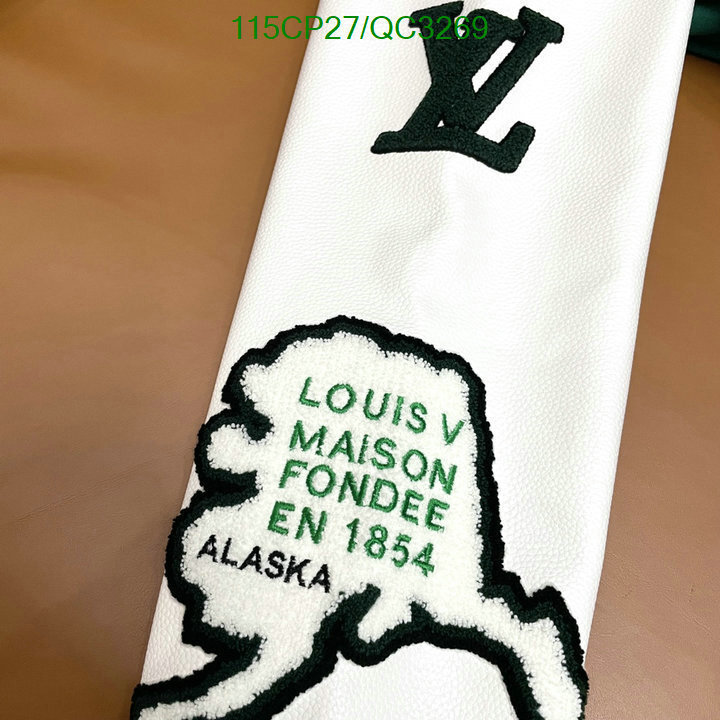 115CP27/QC3269
LV
LOUIS V
MAISON
FONDEE
EN 1854
ALASKA